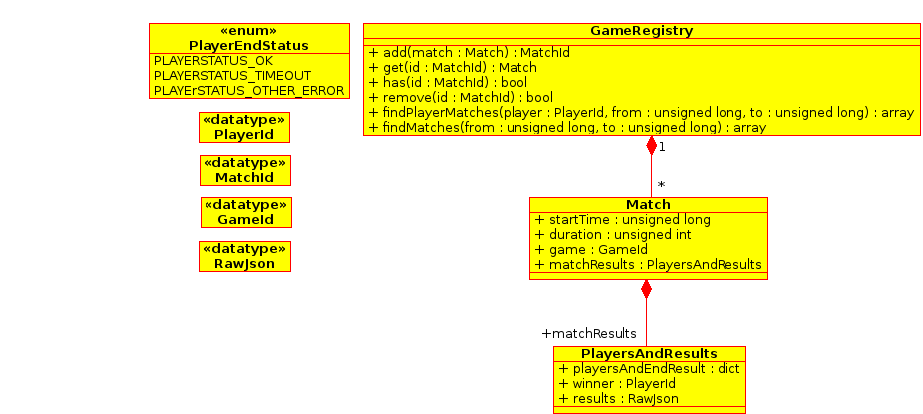 «enum»
PlayerEndStatus
PLAYERSTATUS_OK
PLAYERSTATUS_TIMEOUT
PLAYErSTATUS_OTHER_ERROR
«datatype»
PlayerId
«datatype»
MatchId
«datatype»
GameId
«datatype»
RawJson
GameRegistry
+ add(match : Match) : MatchId
+ get(id : MatchId) : Match
+ has(id : MatchId) : bool
+ remove(id : MatchId) : bool
+ findPlayerMatches(player : PlayerId, from : unsigned long, to : unsigned long) : array
+ findMatches(from : unsigned long, to : unsigned long) : array
1
*
Match
+ startTime : unsigned long
+ duration : unsigned int
+ game : GameId
+ matchResults : PlayersAndResults
+matchResults
PlayersAndResults
+ playersAndEndResult : dict
+ winner : PlayerId
+ results : RawJson